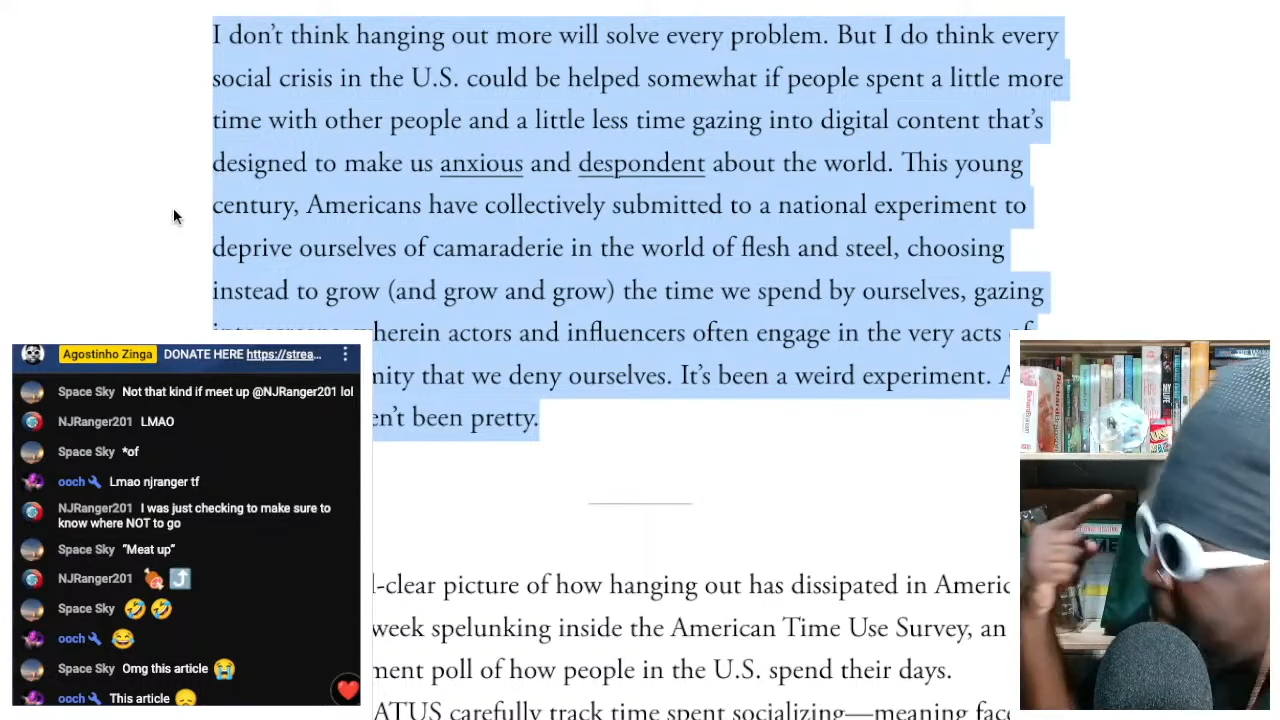 I don't think hanging out more will solve every problem. But I do think every
social crisis in the U.S. could be helped somewhat if people spent a little more
time with other people and a little less time gazing into digital content that's
designed to make us anxious and despondent about the world. This young
century, Americans have collectively submitted to a national experiment to
deprive ourselves of camaraderie in the world of flesh and steel, choosing
instead to grow (and grow and grow) the time we spend by ourselves, gazing
wherein actors and influencers often engage in the very acts of
mity that we deny ourselves. It's been a weird experiment. A
en't been pretty.
l-clear picture of how hanging out has dissipated in Americ
week spelunking inside the American Time Use Survey, an
ment poll of how people in the U.S. spend their days.
ATUS carefully track time spent socializing—meaning face
Agostinho Zinga DONATE HERE https://strea...
Space Sky Not that kind if meet up @NJRanger201 lol
NJRanger201 LMAO
Space Sky *of
ooch Lmao njranger tf
NJRanger201 I was just checking to make sure to
know where NOT to go
Space Sky "Meat up"
NJRanger201 🍖⤴️
Space Sky 🤣🤣
ooch 😂
Space Sky Omg this article 😭
ooch This article 😞